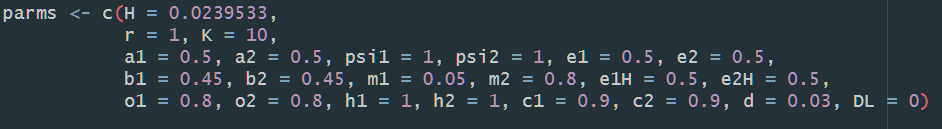 parms <- c(H = 0.0239533,
r = 1, K = 10,
a1 = 0.5, a2 = 0.5, psi1 = 1, psi2 = 1, e1 = 0.5, e2 = 0.5,
b1 = 0.45, b2 = 0.45, m1 = 0.05, m2 = 0.8, e1H = 0.5, e2H = 0.5,
o1 = 0.8, o2 = 0.8, h1 = 1, h2 = 1, c1 = 0.9, c2 = 0.9, d = 0.03, DL = 0)